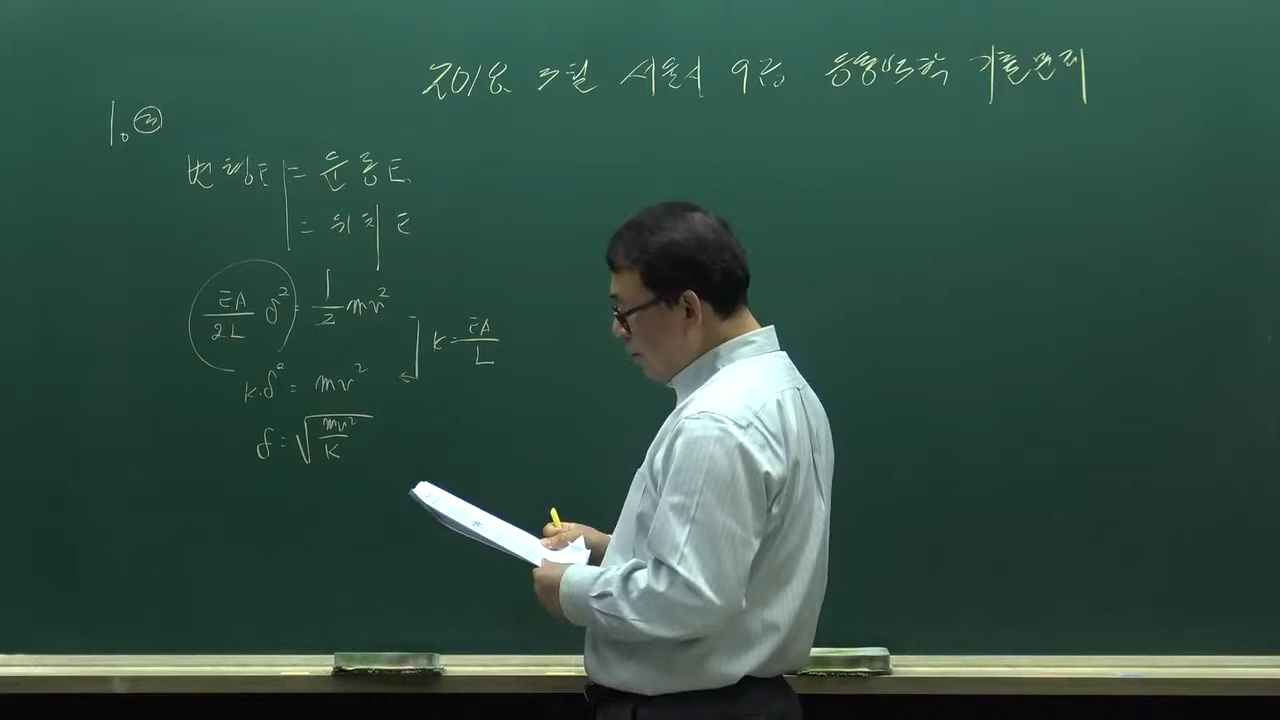 2018. 3월 서울시 9급 응용역학 기출문제
1. ②
변형E = 운동E.
= 위치E
EA/2L δ² = 1/2 mv²
K = EA/L
K.δ² = mv²
δ = √(mv²/K)